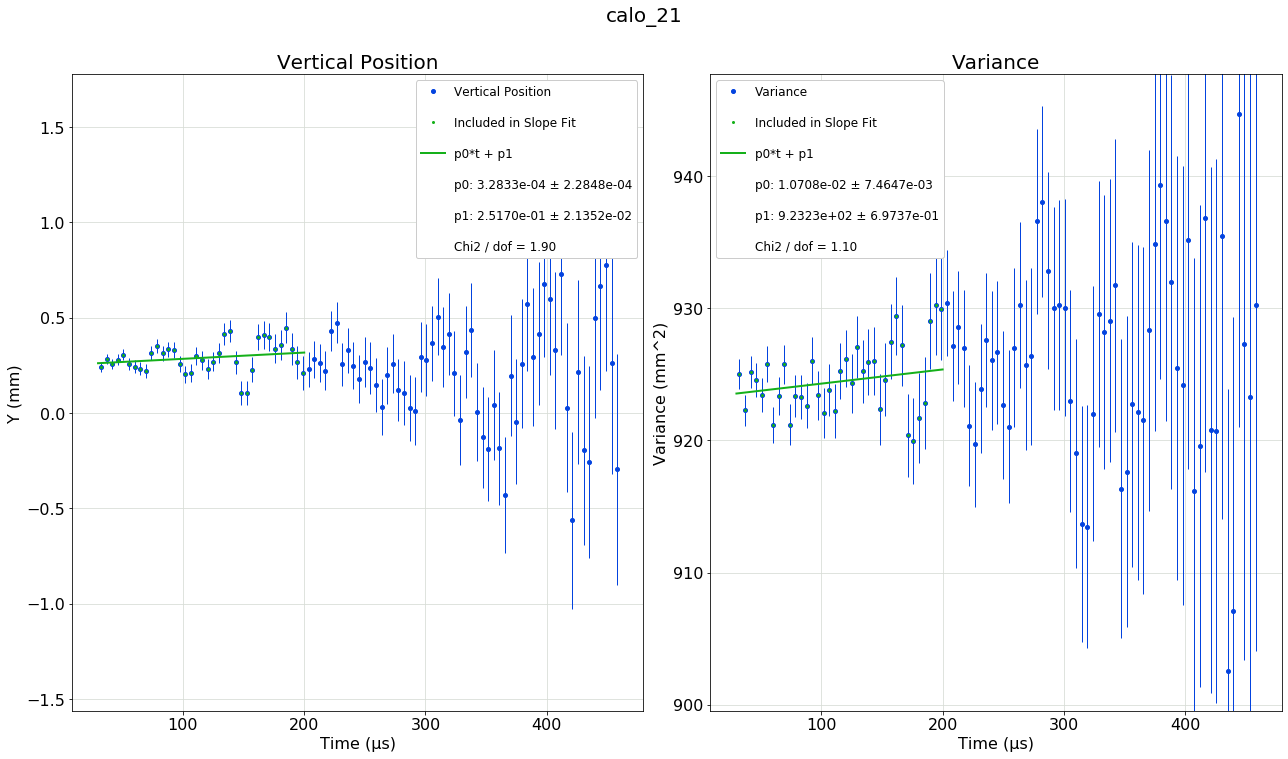 calo_21
Vertical Position
Vertical Position
Included in Slope Fit
p0*t + p1
p0: 3.2833e-04 ± 2.2848e-04
p1: 2.5170e-01 ± 2.1352e-02
Chi2 / dof = 1.90
1.5
1.0
0.5
0.0
−0.5
−1.0
−1.5
Y (mm)
100
200
300
400
Time (μs)
Variance
Variance
Included in Slope Fit
p0*t + p1
p0: 1.0708e-02 ± 7.4647e-03
p1: 9.2323e+02 ± 6.9737e-01
Chi2 / dof = 1.10
940
930
920
910
900
Variance (mm^2)
100
200
300
400
Time (μs)